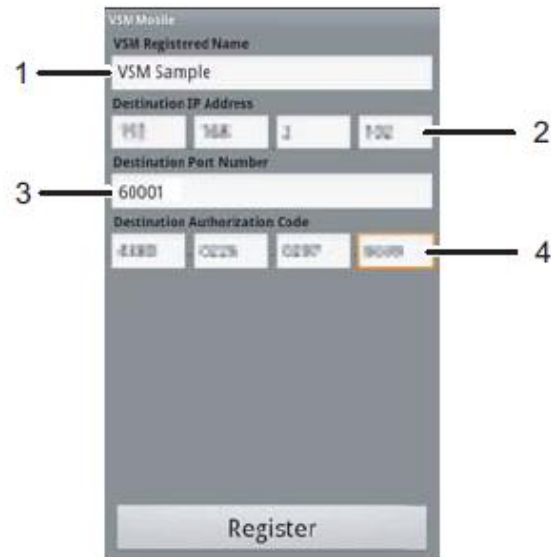 VSM Mobile
VSM Registered Name
1
VSM Sample
Destination IP Address
2
Destination Port Number
3
60001
Destination Authorization Code
4
Register